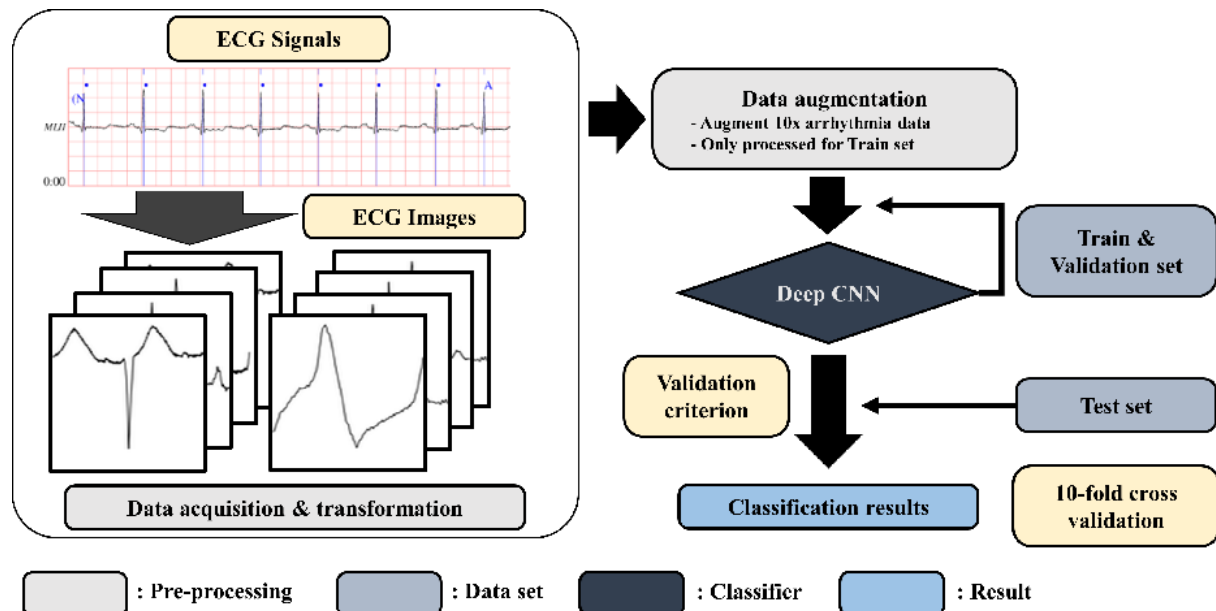 ECG Signals
(N
A
MLII
0:00
ECG Images
Data acquisition & transformation
Data augmentation
- Augment 10x arrhythmia data
- Only processed for Train set
Train &
Validation set
Deep CNN
Validation
criterion
Test set
Classification results
10-fold cross
validation
: Pre-processing
: Data set
: Classifier
: Result